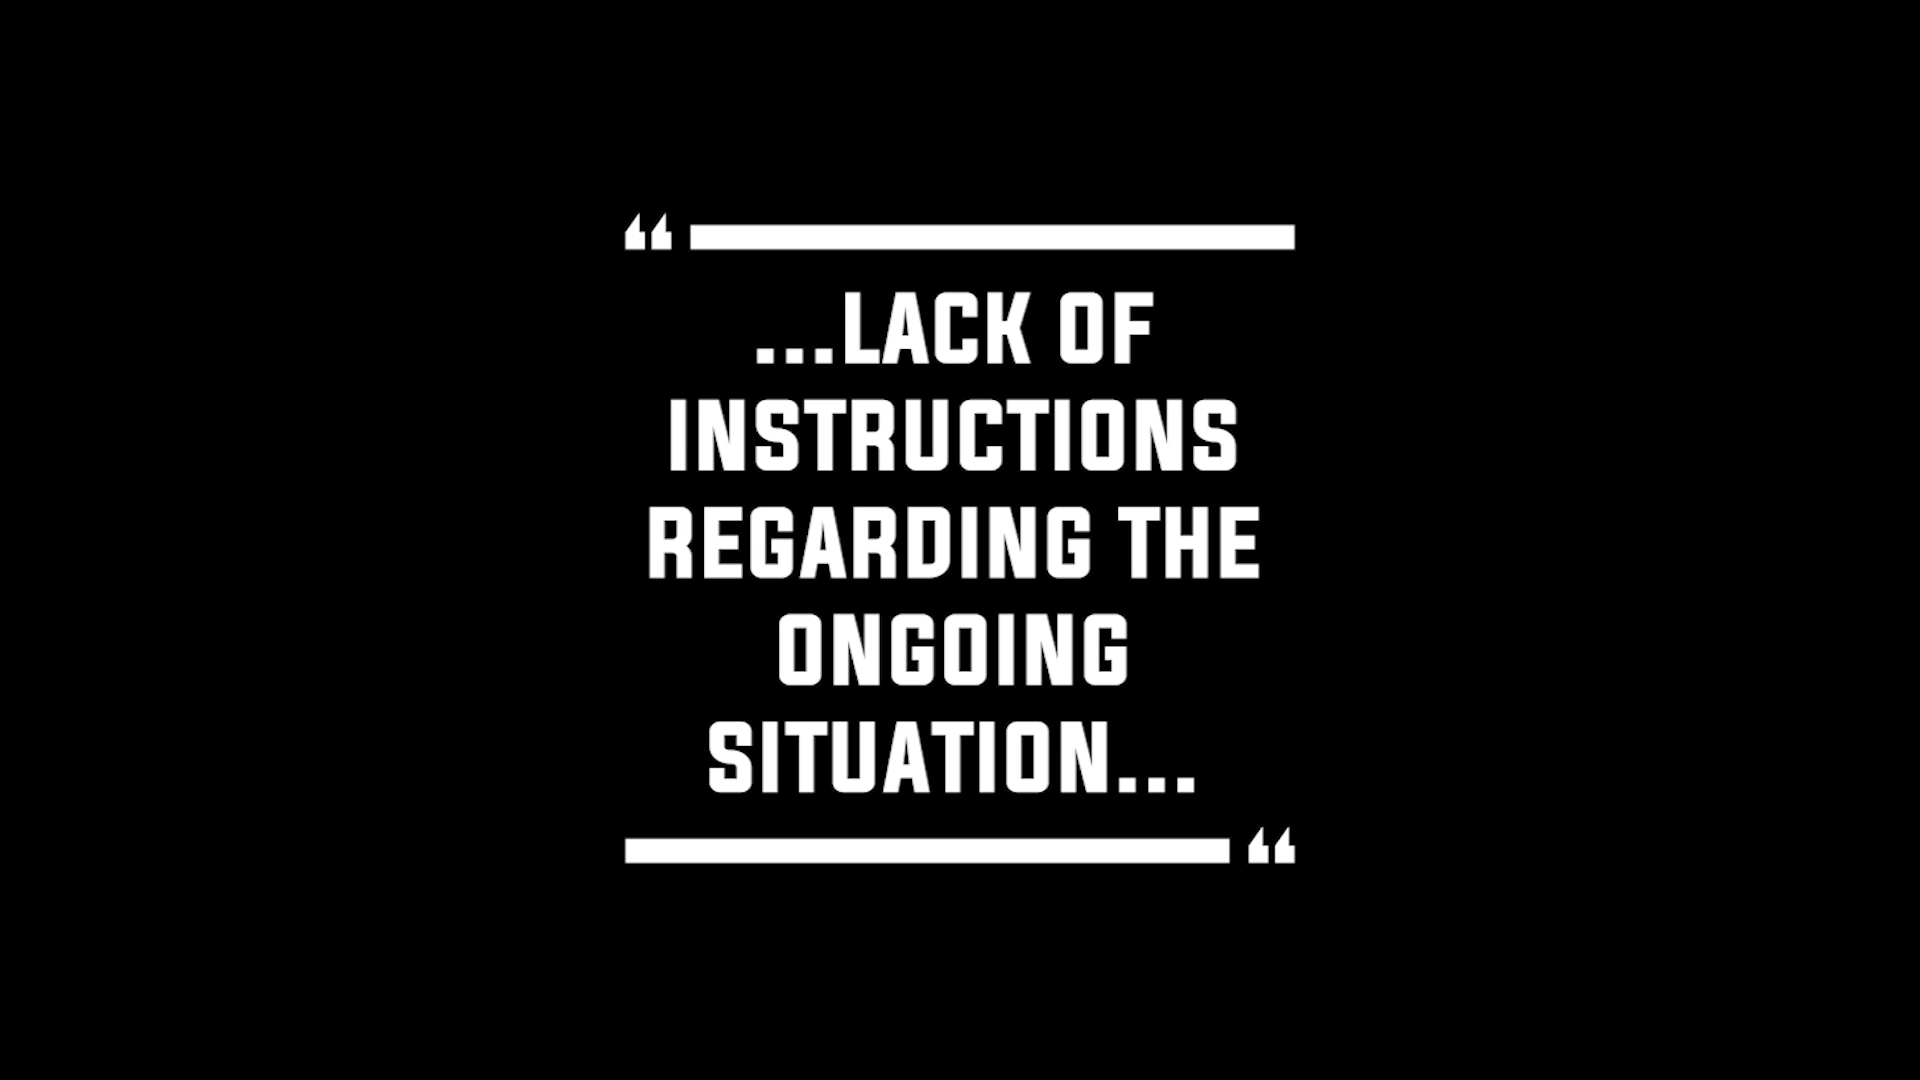 “
...LACK OF
INSTRUCTIONS
REGARDING THE
ONGOING
SITUATION...
“